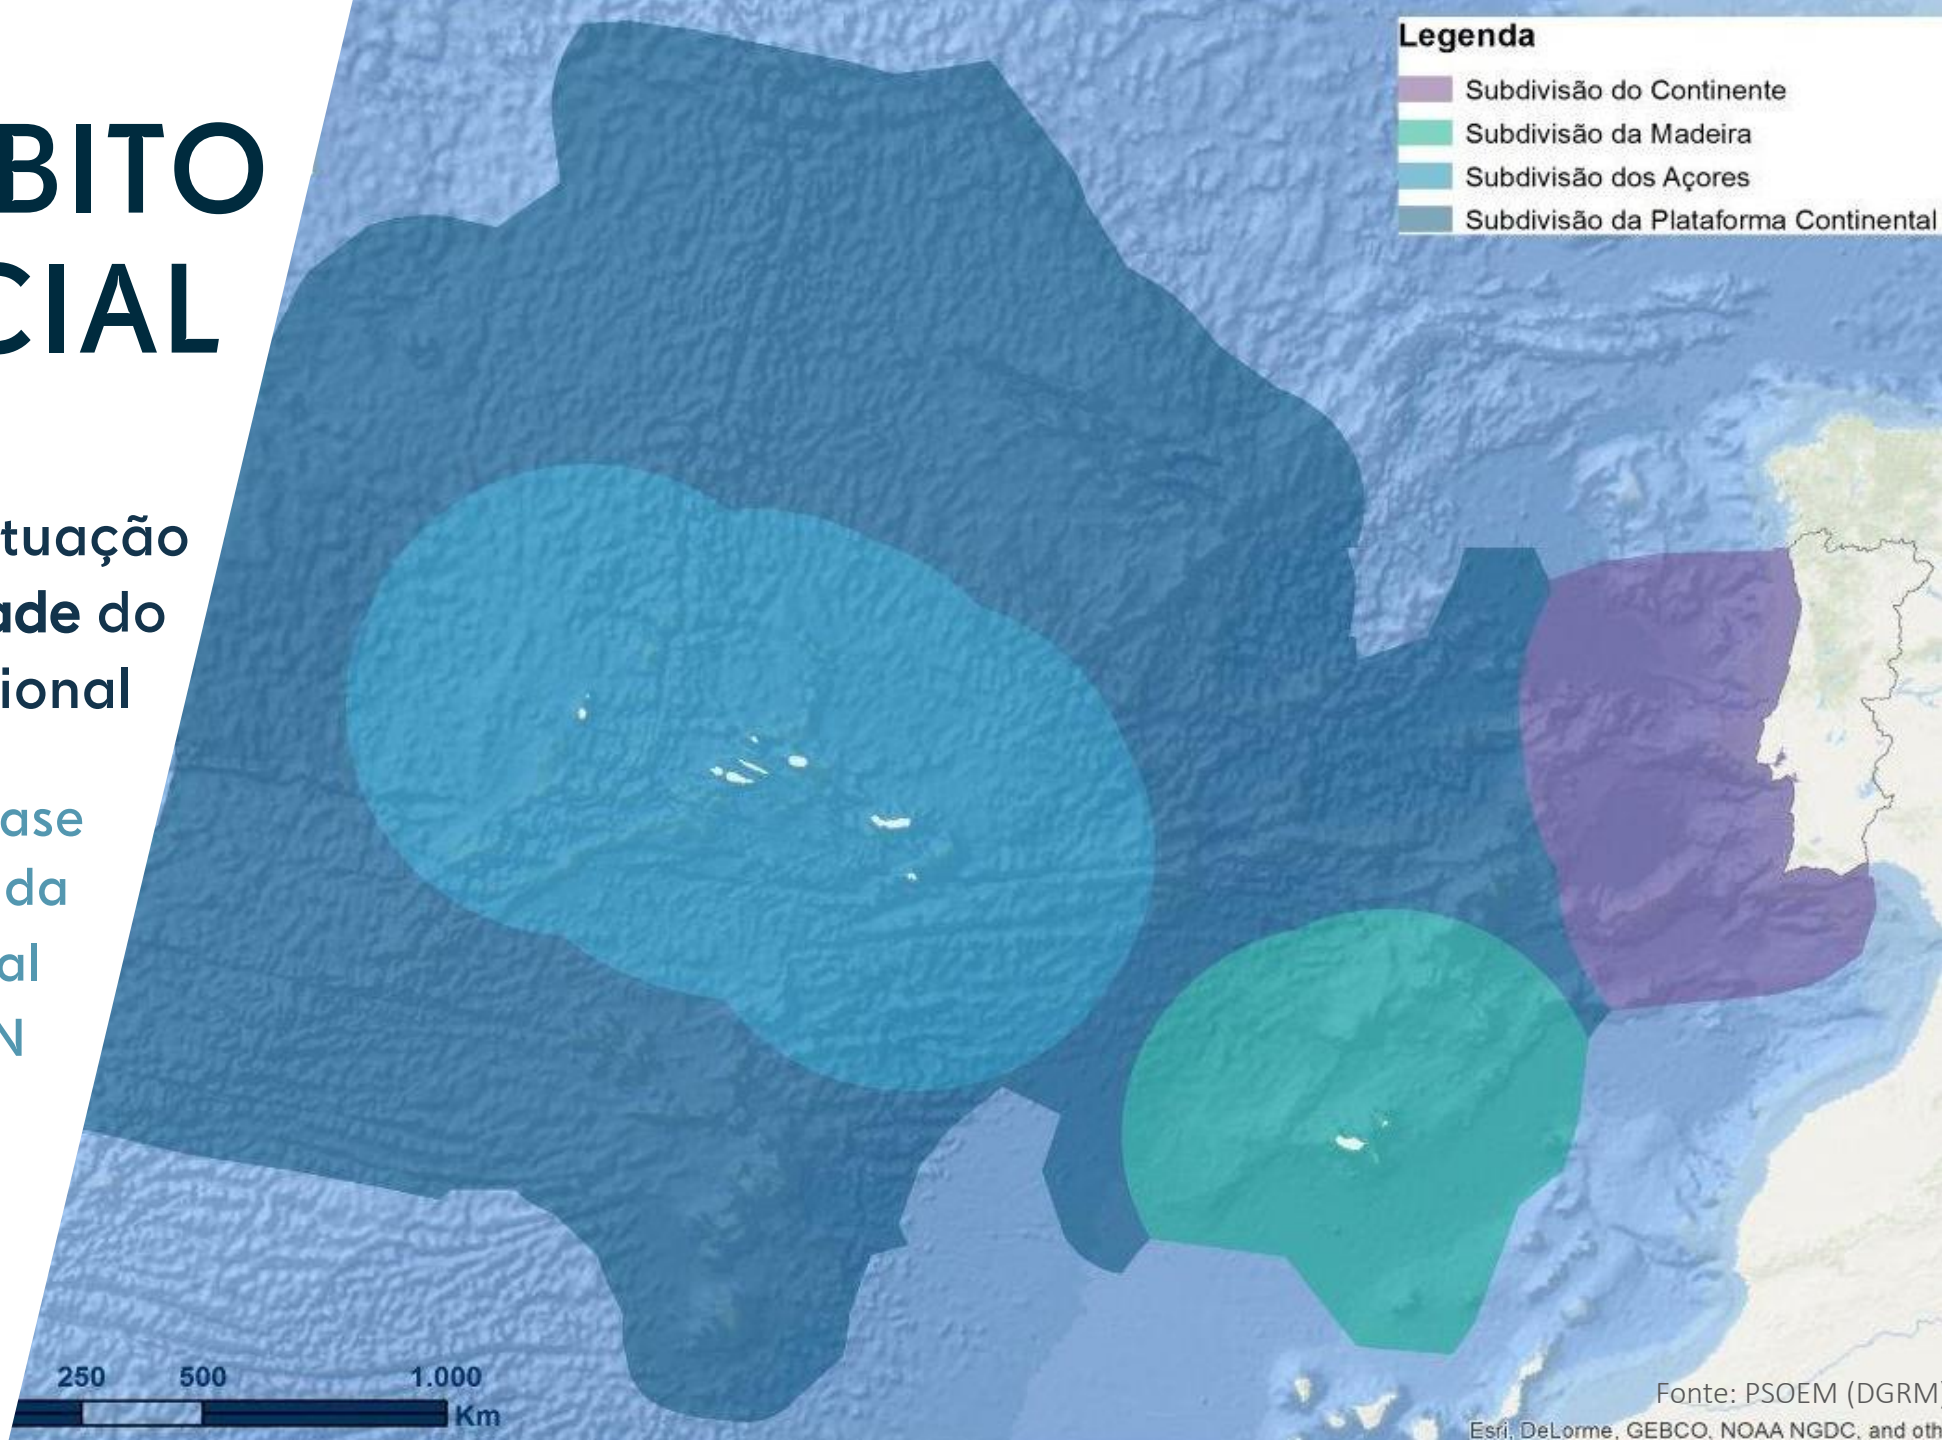 BITO
CIAL
tuação
ade do
ional
ase
da
al
N
Legenda
Subdivisão do Continente
Subdivisão da Madeira
Subdivisão dos Açores
Subdivisão da Plataforma Continental
250 500 1.000
Km
Fonte: PSOEM (DGRM)
Esri, DeLorme, GEBCO, NOAA NGDC, and oth